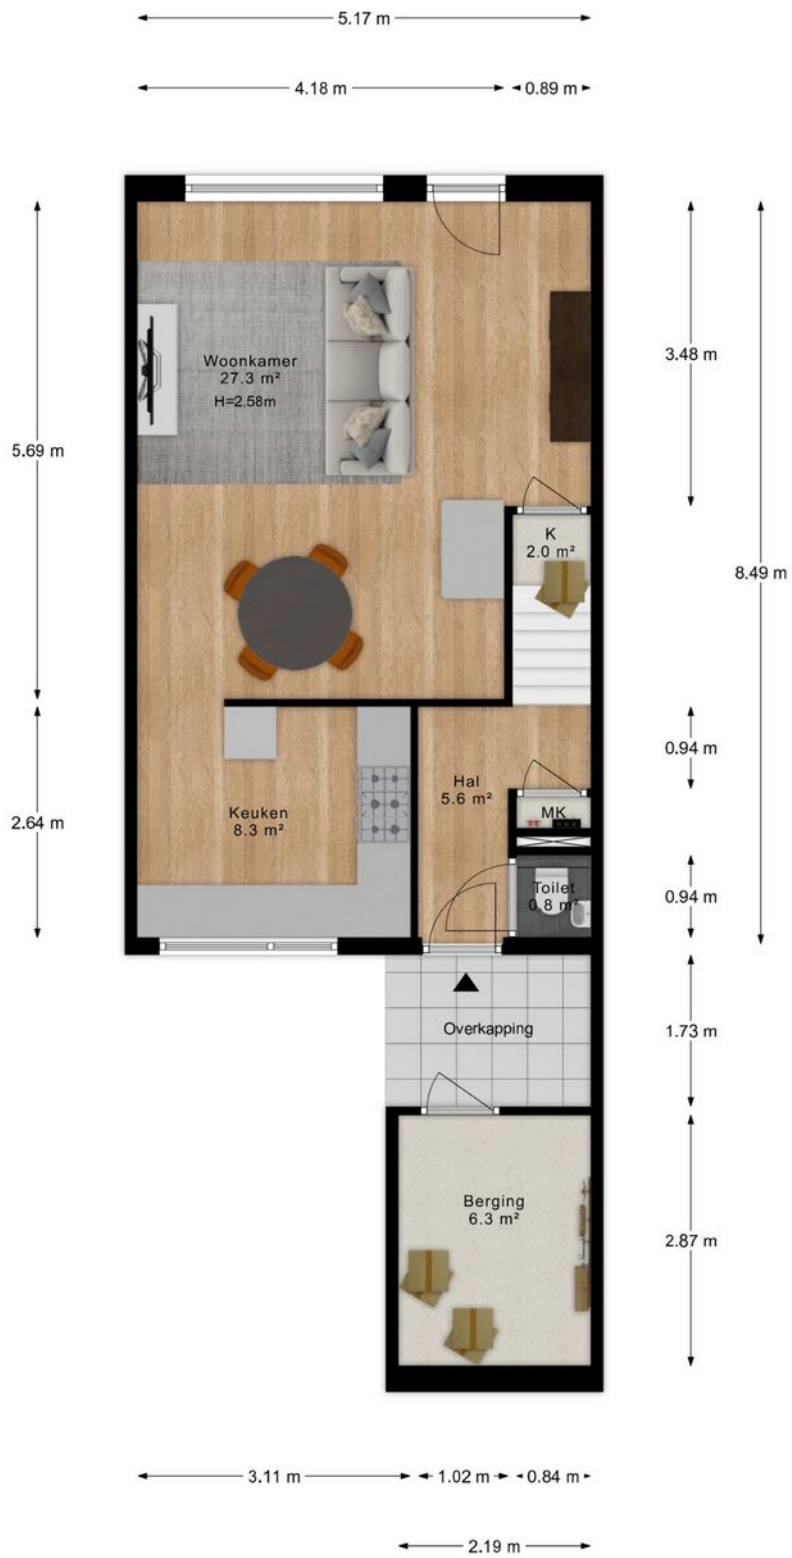 5.17 m
4.18 m
0.89 m
Woonkamer
27.3 m²
H=2.58m
3.48 m
5.69 m
K
2.0 m²
8.49 m
0.94 m
Hal
5.6 m²
MK
Keuken
8.3 m²
2.64 m
Toilet
0.8 m²
0.94 m
Overkapping
1.73 m
Berging
6.3 m²
2.87 m
3.11 m
1.02 m
0.84 m
2.19 m